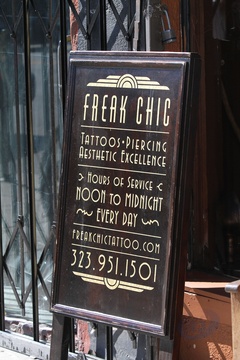 FREAK CHIC
TATTOOS • PIERCING
AESTHETIC EXCELLENCE
> HOURS OF SERVICE <
NOON TO MIDNIGHT
~ EVERY DAY ~
FREAKCHICTATTOO.COM
323.951.1501